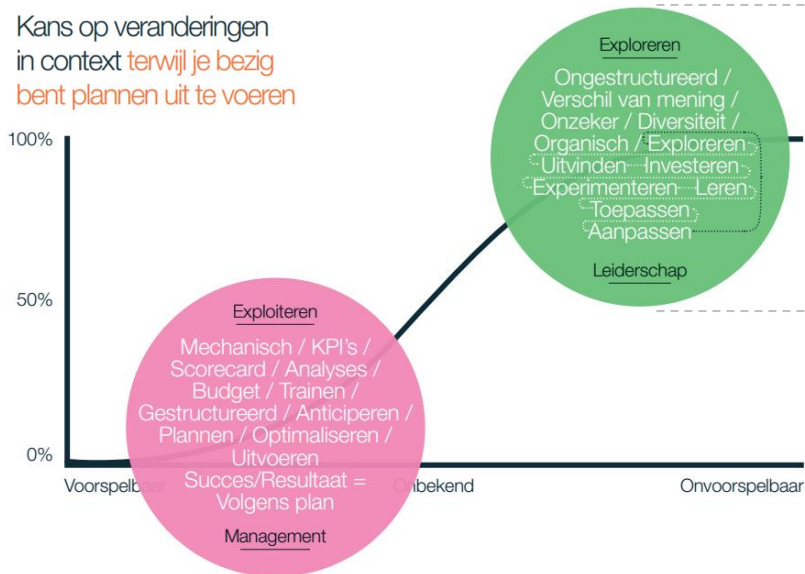 Kans op veranderingen
in context terwijl je bezig
bent plannen uit te voeren
100%
50%
0%
Voorspelbaar
Onbekend
Onvoorspelbaar
Exploreren
Ongestructureerd /
Verschil van mening /
Onzeker / Diversiteit /
Organisch / Exploreren
Uitvinden Investeren
Experimenteren Leren
Toepassen
Aanpassen
Leiderschap
Exploiteren
Mechanisch / KPI's /
Scorecard / Analyses /
Budget / Trainen /
Gestructureerd / Anticiperen /
Plannen / Optimaliseren /
Uitvoeren
Succes/Resultaat =
Volgens plan
Management